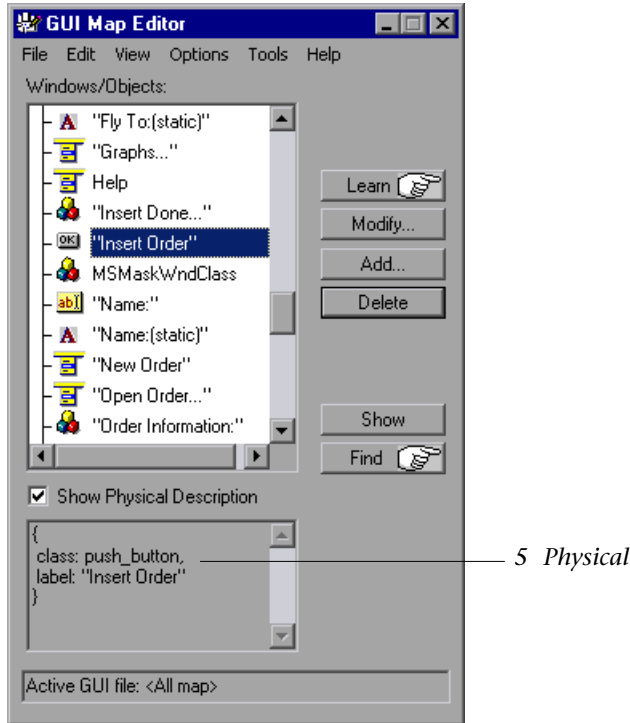 GUI Map Editor
File Edit View Options Tools Help
Windows/Objects:
A "Fly To:(static)"
"Graphs..."
Help
"Insert Done..."
OK "Insert Order"
MSMaskWndClass
ab "Name:"
A "Name:(static)"
"New Order"
"Open Order..."
"Order Information:"
Learn
Modify...
Add...
Delete
Show
Find
Show Physical Description
{
class: push_button,
label: "Insert Order"
}
5 Physical
Active GUI file: <All map>